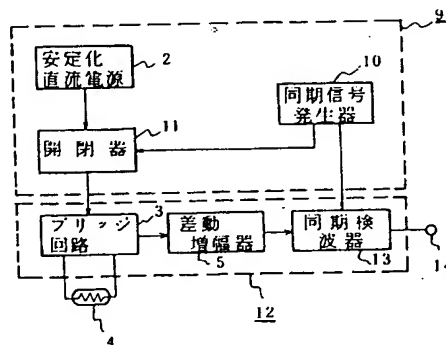 9
安定化
直流電源
2
10
同期信号
発生器
11
開閉器
3
ブリッジ
回路
差動
増幅器
5
同期検
波器
13
14
12
4